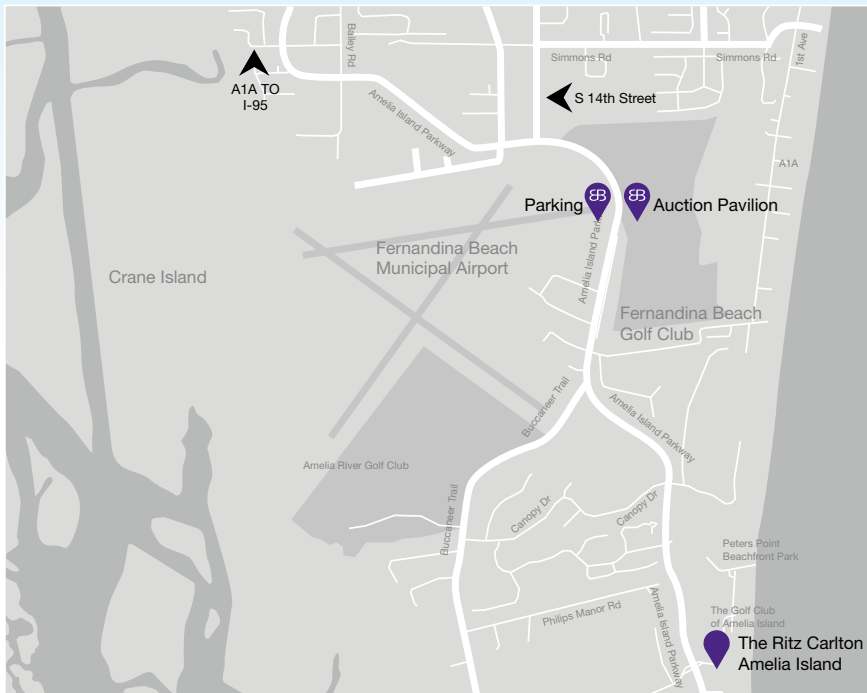 Bailey Rd
Simmons Rd
Simmons Rd
1st Ave
A1A TO
I-95
S 14th Street
Amelia Island Parkway
A1A
Parking
Auction Pavilion
Amelia Island Park
Fernandina Beach
Municipal Airport
Crane Island
Fernandina Beach
Golf Club
Buccaneer Trail
Amelia Island Parkway
Amelia River Golf Club
Buccaneer Trail
Canopy Dr
Canopy Dr
Peters Point
Beachfront Park
Philips Manor Rd
Amelia Island Parkway
The Golf Club
of Amelia Island
The Ritz Carlton
Amelia Island